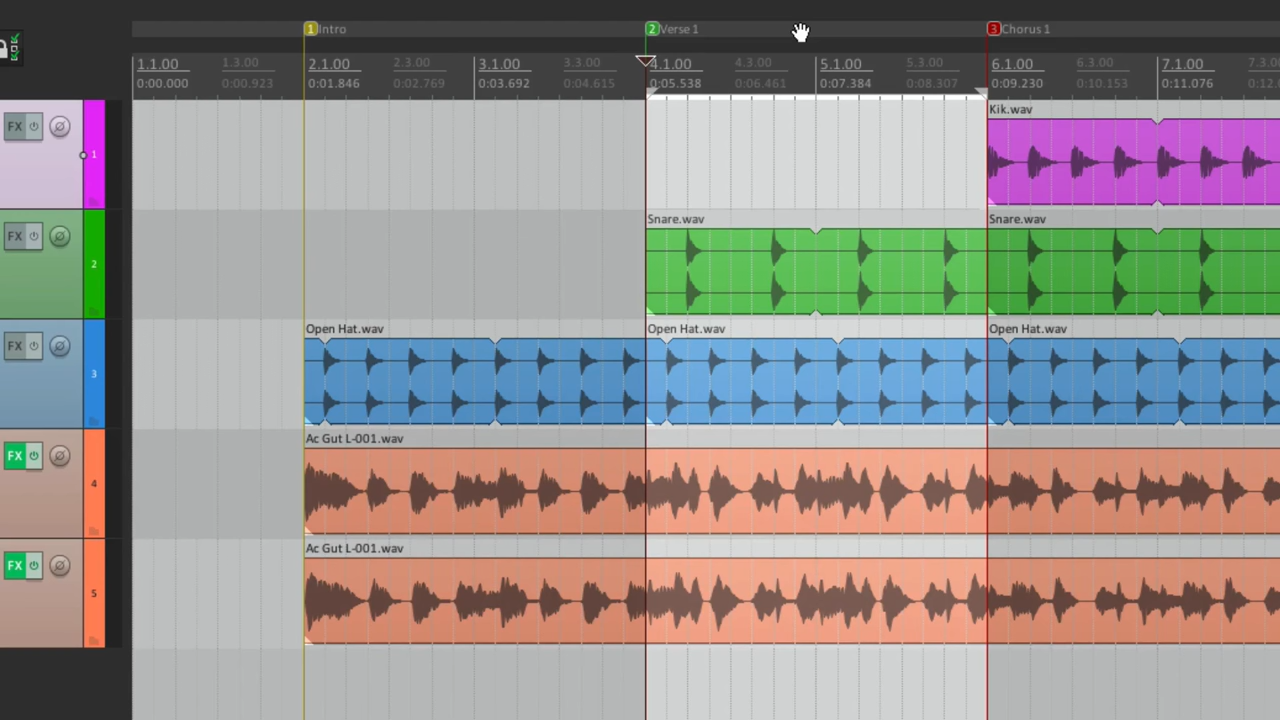 1 Intro 2 Verse 1 3 Chorus 1
1.1.00 1.3.00 2.1.00 2.3.00 3.1.00 3.3.00 4.1.00 4.3.00 5.1.00 5.3.00 6.1.00 6.3.00 7.1.00
0:00.000 0:00.923 0:01.846 0:02.769 0:03.692 0:04.615 0:05.538 0:06.461 0:07.384 0:08.307 0:09.230 0:10.153 0:11.076
Kik.wav
FX 1
Snare.wav Snare.wav
FX 2
Open Hat.wav Open Hat.wav Open Hat.wav
FX 3
Ac Gut L-001.wav
FX 4
Ac Gut L-001.wav
FX 5